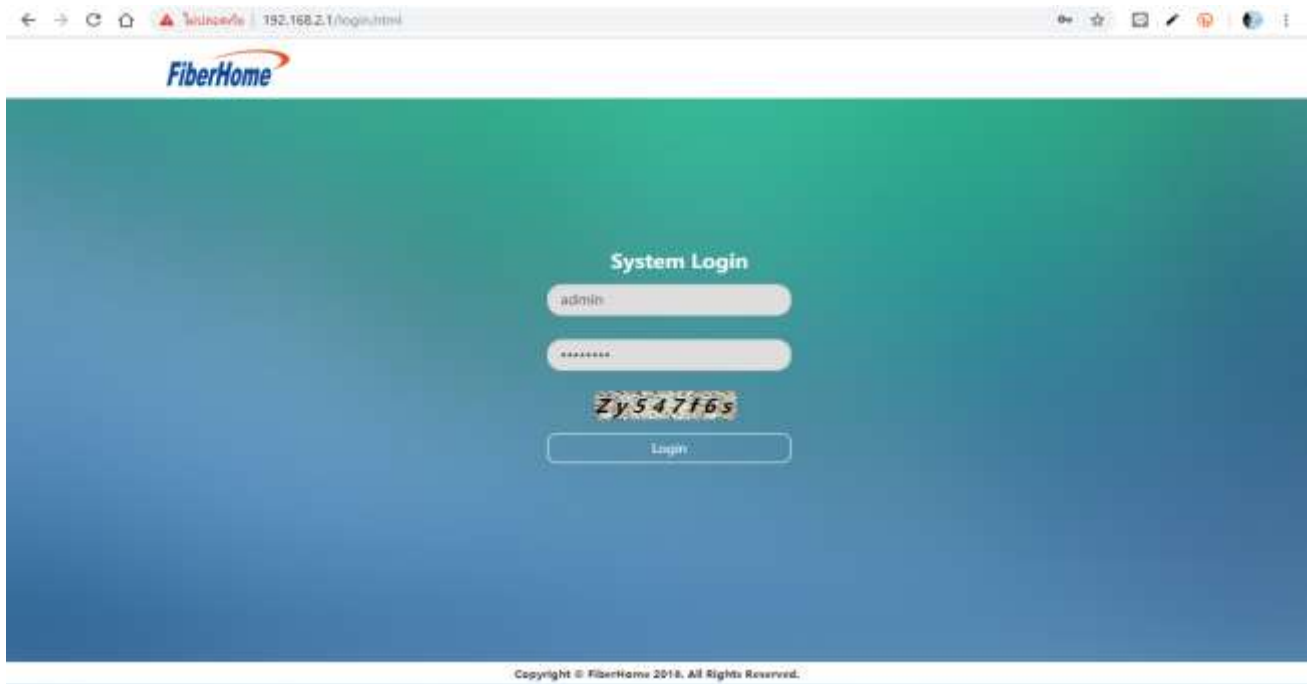 ไม่ปลอดภัย | 192.168.2.1/login.html
FiberHome
System Login
admin
********
Zy547f6s
Login
Copyright © FiberHome 2018. All Rights Reserved.